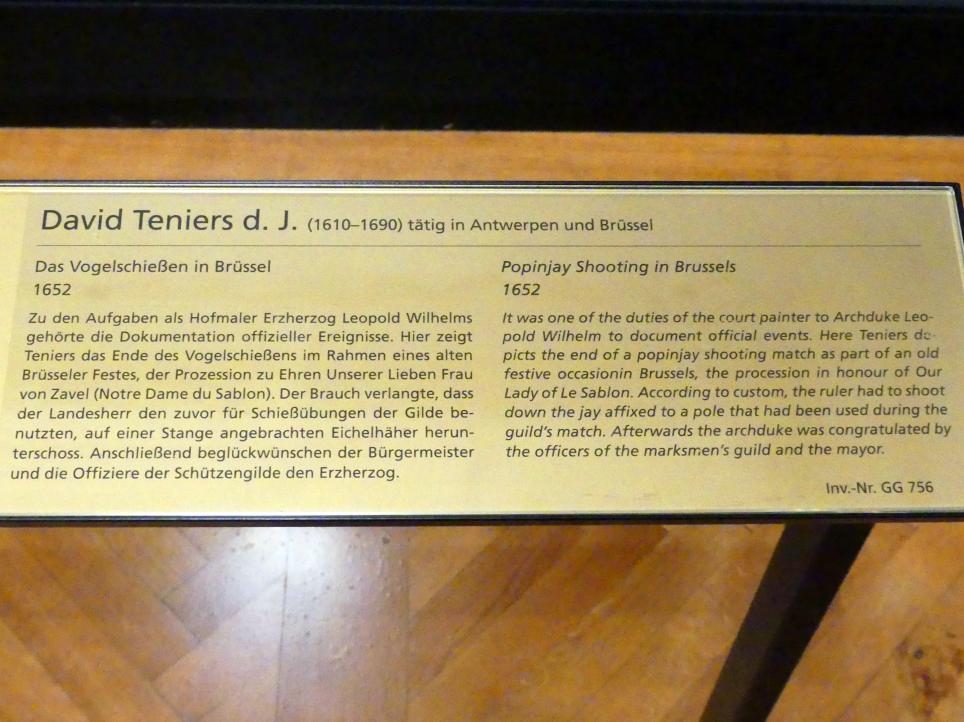 David Teniers d. J. (1610–1690) tätig in Antwerpen und Brüssel
Das Vogelschießen in Brüssel
1652
Zu den Aufgaben als Hofmaler Erzherzog Leopold Wilhelms
gehörte die Dokumentation offizieller Ereignisse. Hier zeigt
Teniers das Ende des Vogelschießens im Rahmen eines alten
Brüsseler Festes, der Prozession zu Ehren Unserer Lieben Frau
von Zavel (Notre Dame du Sablon). Der Brauch verlangte, dass
der Landesherr den zuvor für Schießübungen der Gilde be-
nutzten, auf einer Stange angebrachten Eichelhäher herun-
terschoss. Anschließend beglückwünschen der Bürgermeister
und die Offiziere der Schützengilde den Erzherzog.
Popinjay Shooting in Brussels
1652
It was one of the duties of the court painter to Archduke Leo-
pold Wilhelm to document official events. Here Teniers de-
picts the end of a popinjay shooting match as part of an old
festive occasionin Brussels, the procession in honour of Our
Lady of Le Sablon. According to custom, the ruler had to shoot
down the jay affixed to a pole that had been used during the
guild's match. Afterwards the archduke was congratulated by
the officers of the marksmen's guild and the mayor.
Inv.-Nr. GG 756